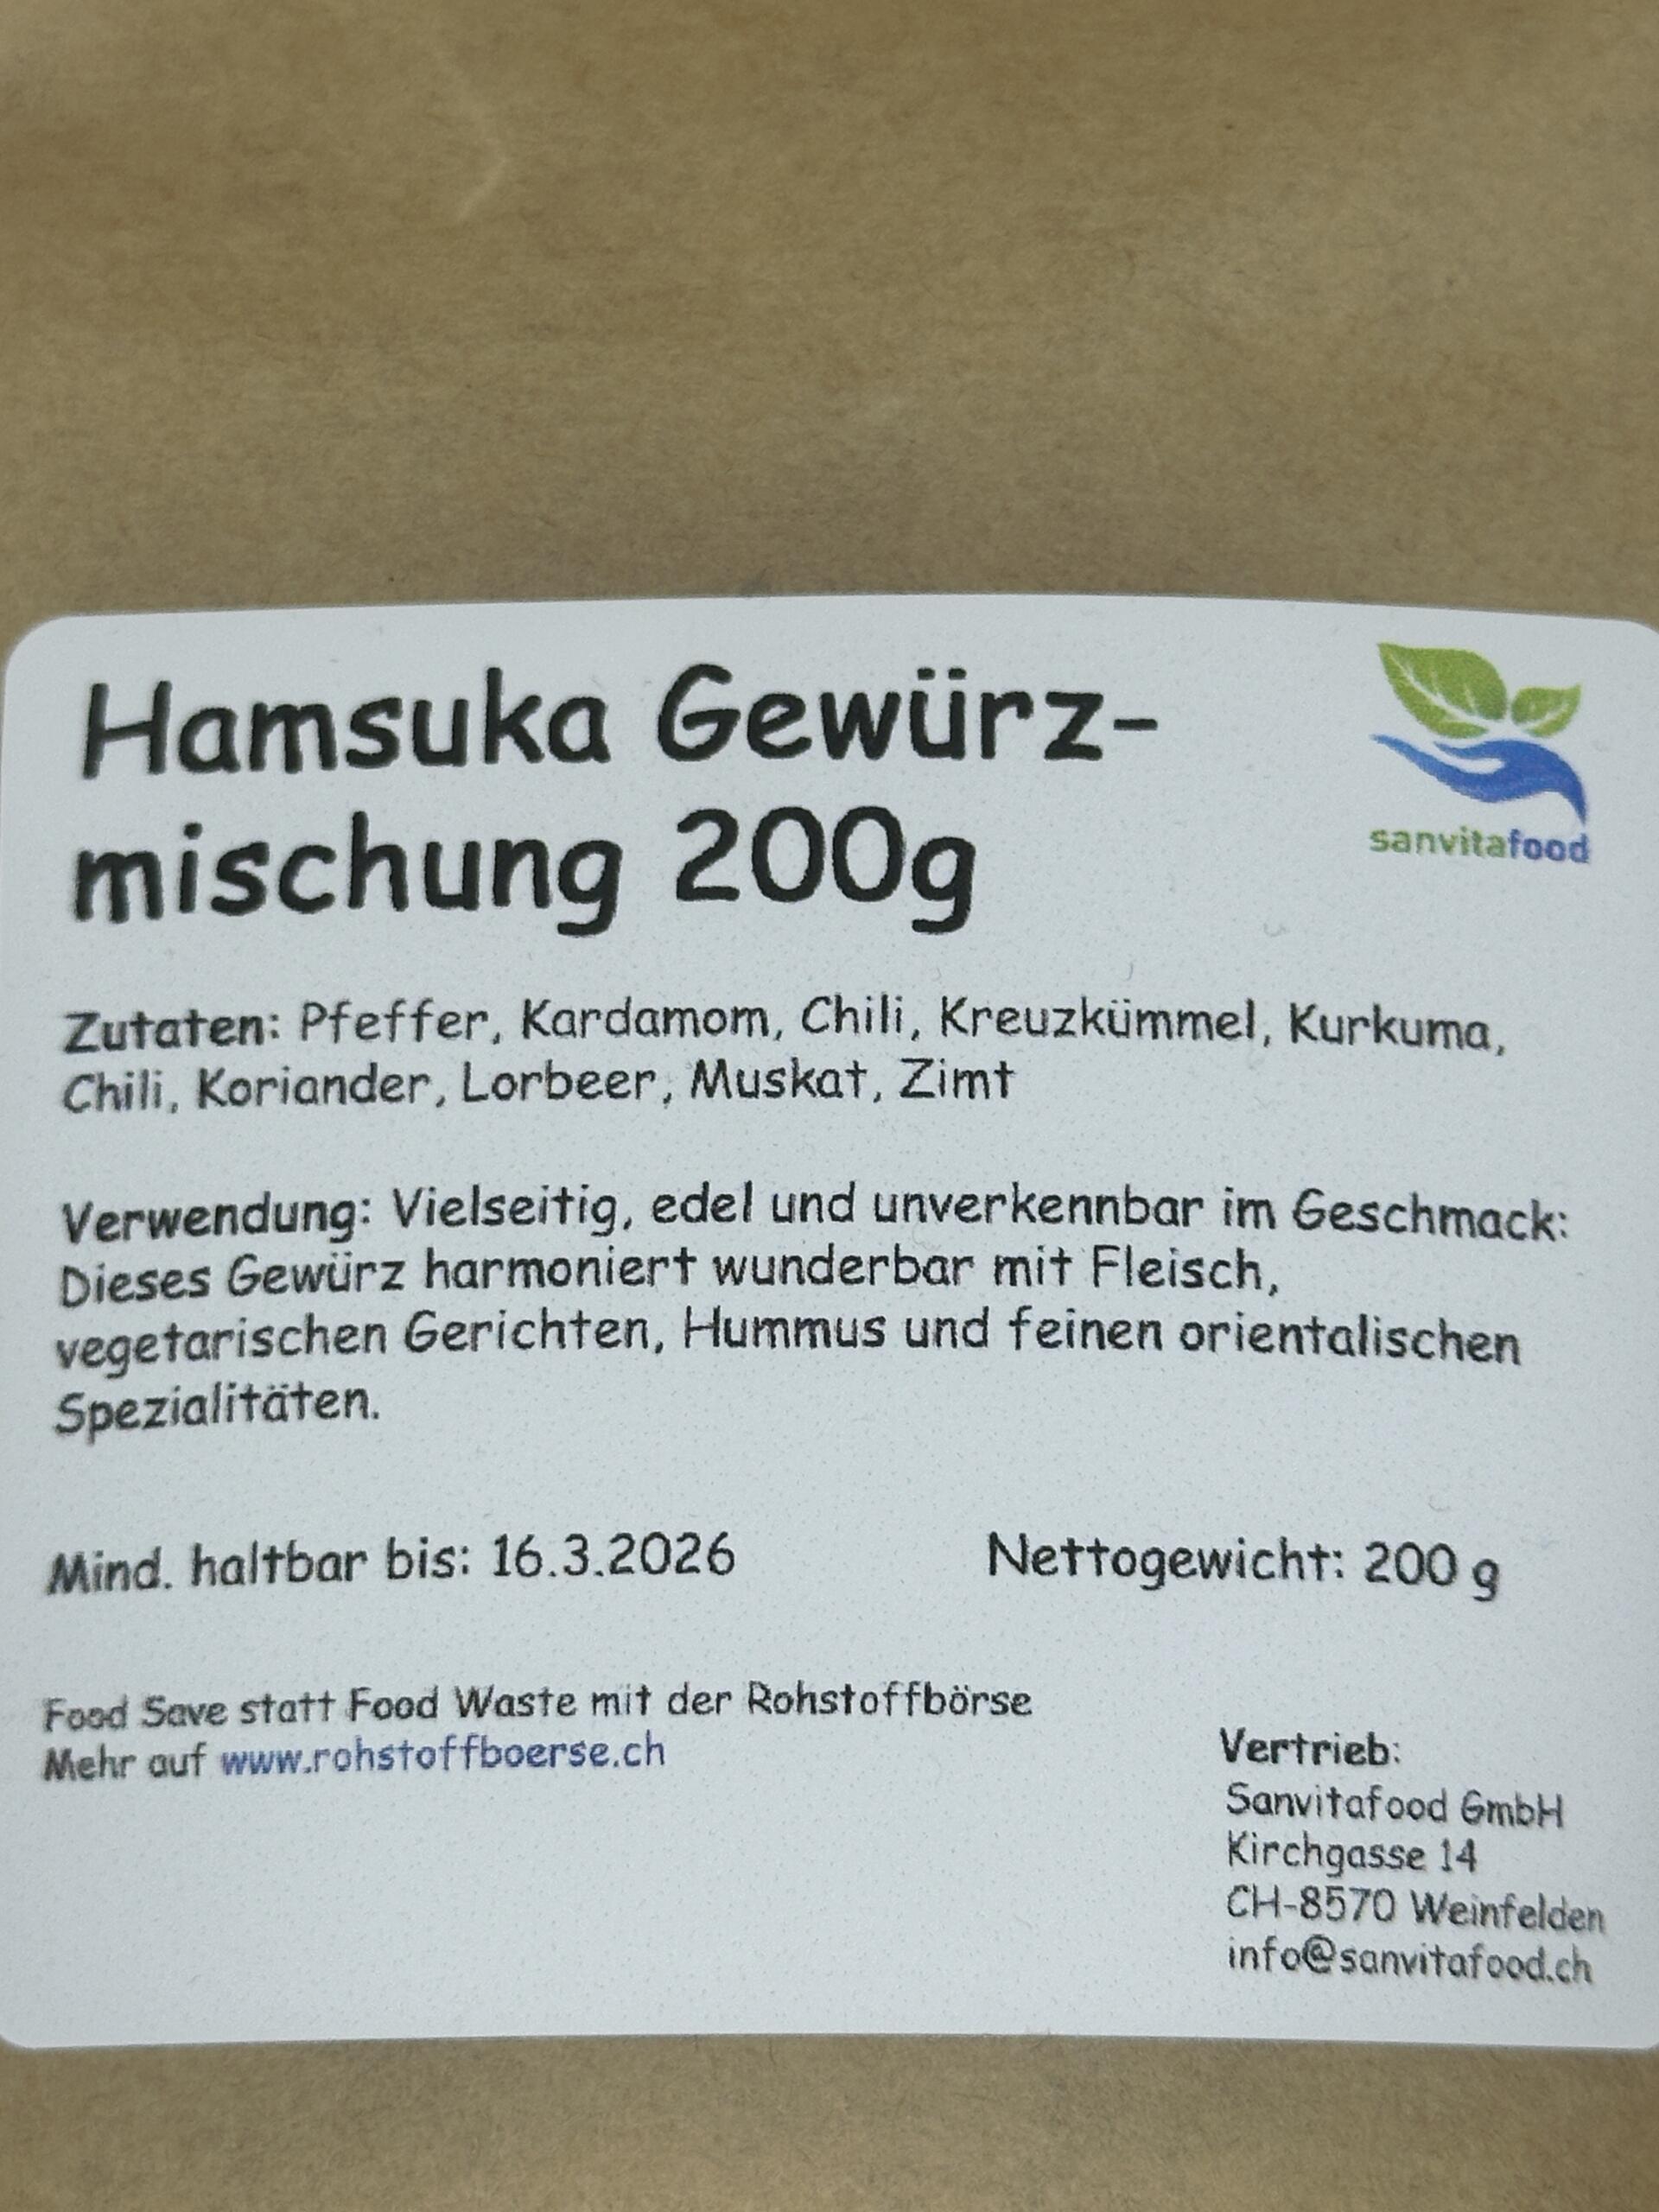 Hamsuka Gewürz-
mischung 200g
sanvitafood
Zutaten: Pfeffer, Kardamom, Chili, Kreuzkümmel, Kurkuma,
Chili, Koriander, Lorbeer, Muskat, Zimt
Verwendung: Vielseitig, edel und unverkennbar im Geschmack:
Dieses Gewürz harmoniert wunderbar mit Fleisch,
vegetarischen Gerichten, Hummus und feinen orientalischen
Spezialitäten.
Mind. haltbar bis: 16.3.2026
Nettogewicht: 200 g
Food Save statt Food Waste mit der Rohstoffbörse
Mehr auf www.rohstoffboerse.ch
Vertrieb:
Sanvitafood GmbH
Kirchgasse 14
CH-8570 Weinfelden
info@sanvitafood.ch